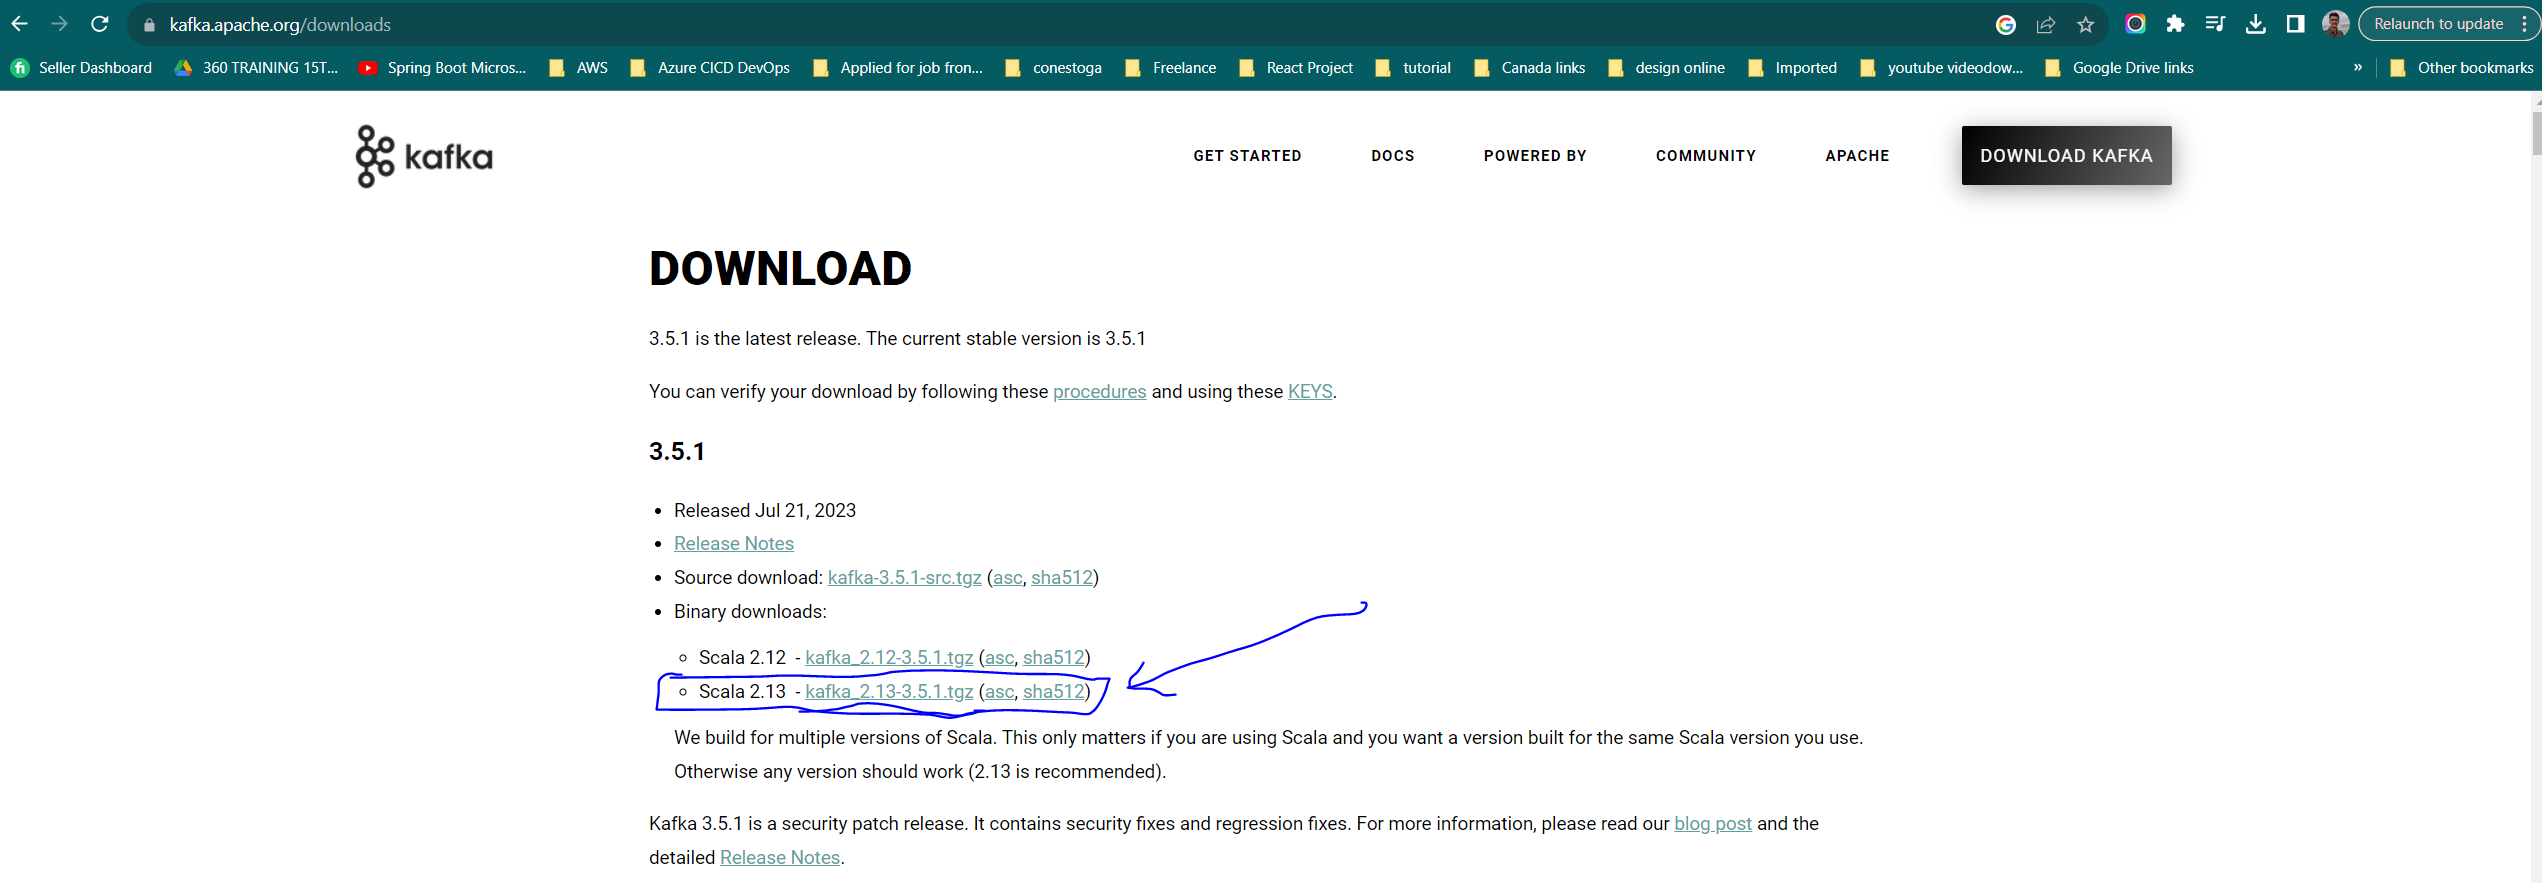 kafka.apache.org/downloads
Relaunch to update
Seller Dashboard 360 TRAINING 15T... Spring Boot Micros... AWS Azure CICD DevOps Applied for job fron... conestoga Freelance React Project tutorial Canada links design online Imported youtube videodow... Google Drive links » Other bookmarks
kafka GET STARTED DOCS POWERED BY COMMUNITY APACHE DOWNLOAD KAFKA
DOWNLOAD
3.5.1 is the latest release. The current stable version is 3.5.1
You can verify your download by following these procedures and using these KEYS.
3.5.1
• Released Jul 21, 2023
• Release Notes
• Source download: kafka-3.5.1-src.tgz (asc, sha512)
• Binary downloads:
◦ Scala 2.12 - kafka_2.12-3.5.1.tgz (asc, sha512)
◦ Scala 2.13 - kafka_2.13-3.5.1.tgz (asc, sha512)
We build for multiple versions of Scala. This only matters if you are using Scala and you want a version built for the same Scala version you use.
Otherwise any version should work (2.13 is recommended).
Kafka 3.5.1 is a security patch release. It contains security fixes and regression fixes. For more information, please read our blog post and the
detailed Release Notes.